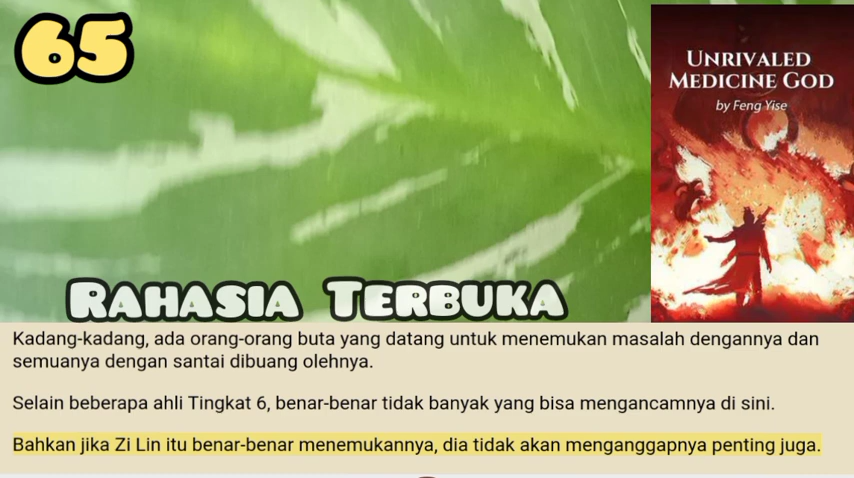 65
UNRIVALED
MEDICINE GOD
by Feng Yise
RAHASIA TERBUKA
Kadang-kadang, ada orang-orang buta yang datang untuk menemukan masalah dengannya dan
semuanya dengan santai dibuang olehnya.
Selain beberapa ahli Tingkat 6, benar-benar tidak banyak yang bisa mengancamnya di sini.
Bahkan jika Zi Lin itu benar-benar menemukannya, dia tidak akan menganggapnya penting juga.